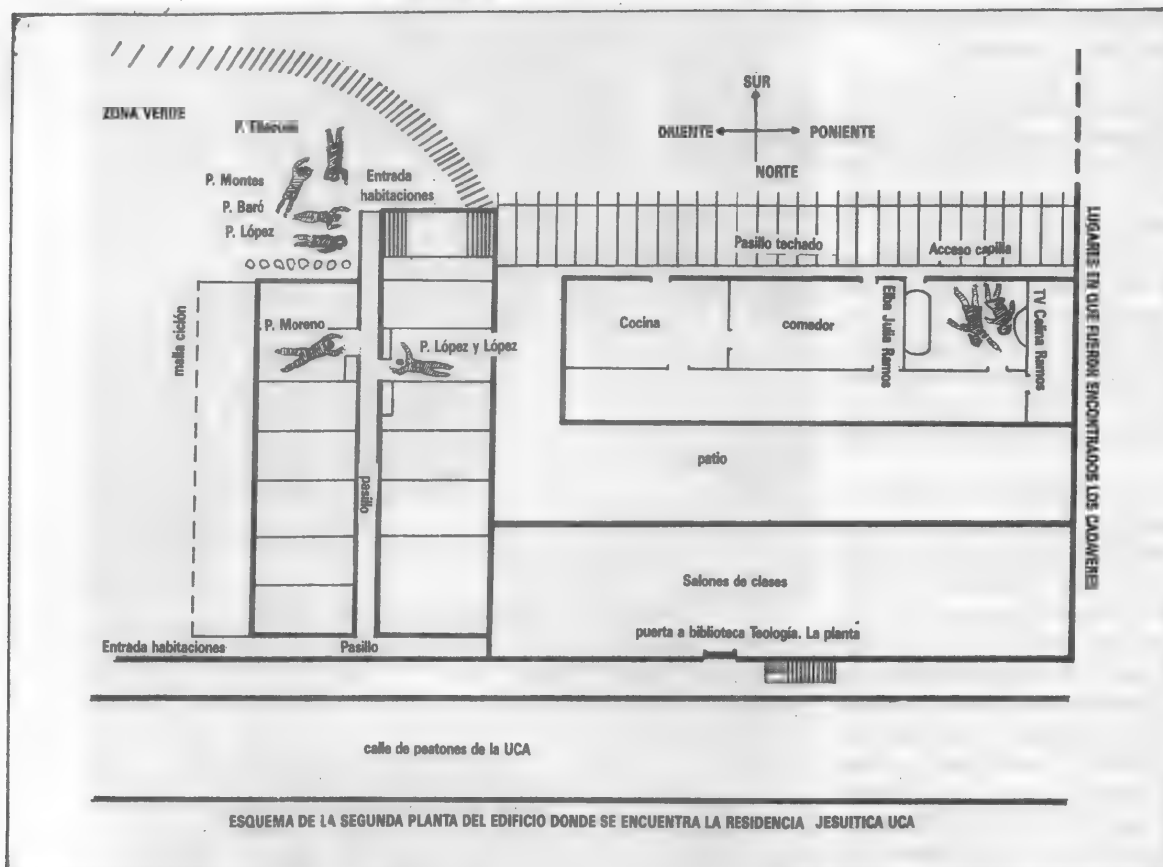 ZONA VERDE
P.
P. Montes
P. Baró
P. López
Entrada
habitaciones
SUR
PONIENTE
NORTE
Pasillo techado
Acceso capilla
LUGARES EN QUE FUERON ENCONTRADOS LOS
malla ciclón
P. Moreno
P. López y López
Cocina
comedor
Elba Julia Ramos
TV Celina Ramos
pasillo
patio
Salones de clases
puerta a biblioteca Teología. La planta
Entrada habitaciones
Pasillo
calle de peatones de la UCA
ESQUEMA DE LA SEGUNDA PLANTA DEL EDIFICIO DONDE SE ENCUENTRA LA RESIDENCIA JESUITICA UCA